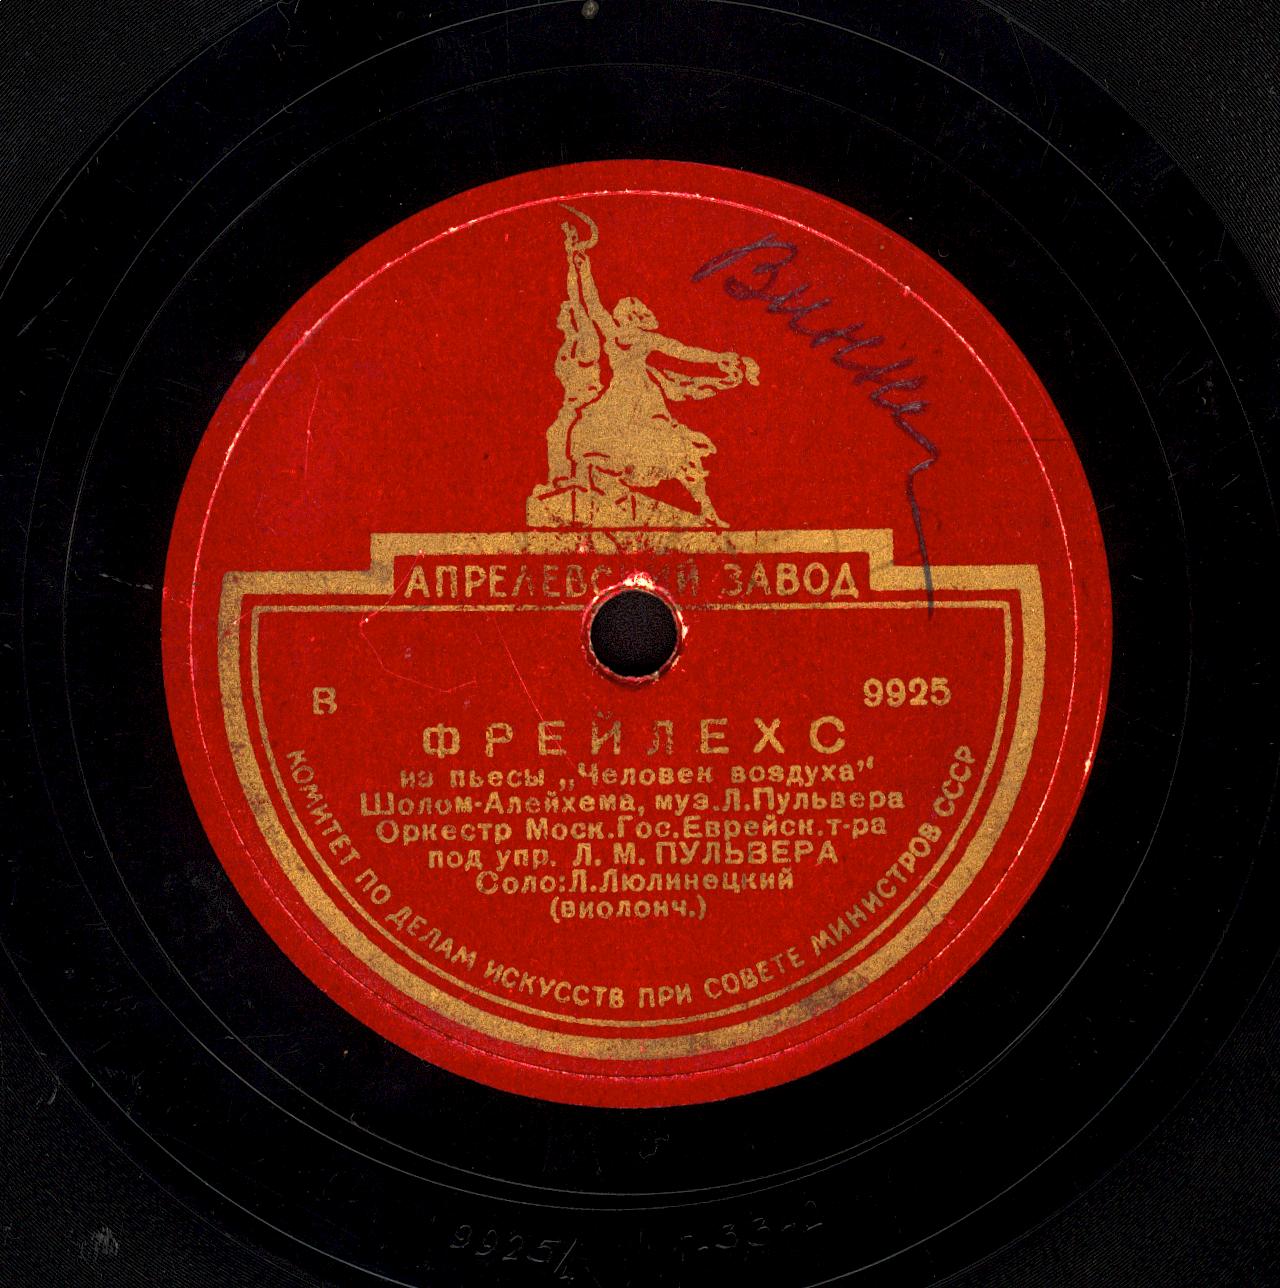 АПРЕЛЕВСКИЙ ЗАВОД
В 9925
ФРЕЙЛЕХС
из пьесы „Человек воздуха"
Шолом-Алейхема, муз.Л.Пульвера
Оркестр Моск.Гос.Еврейск.т-ра
под упр. Л. М. ПУЛЬВЕРА
Соло:Л.Люлинецкий
(виолонч.)
КОМИТЕТ ПО ДЕЛАМ ИСКУССТВ ПРИ СОВЕТЕ МИНИСТРОВ СССР